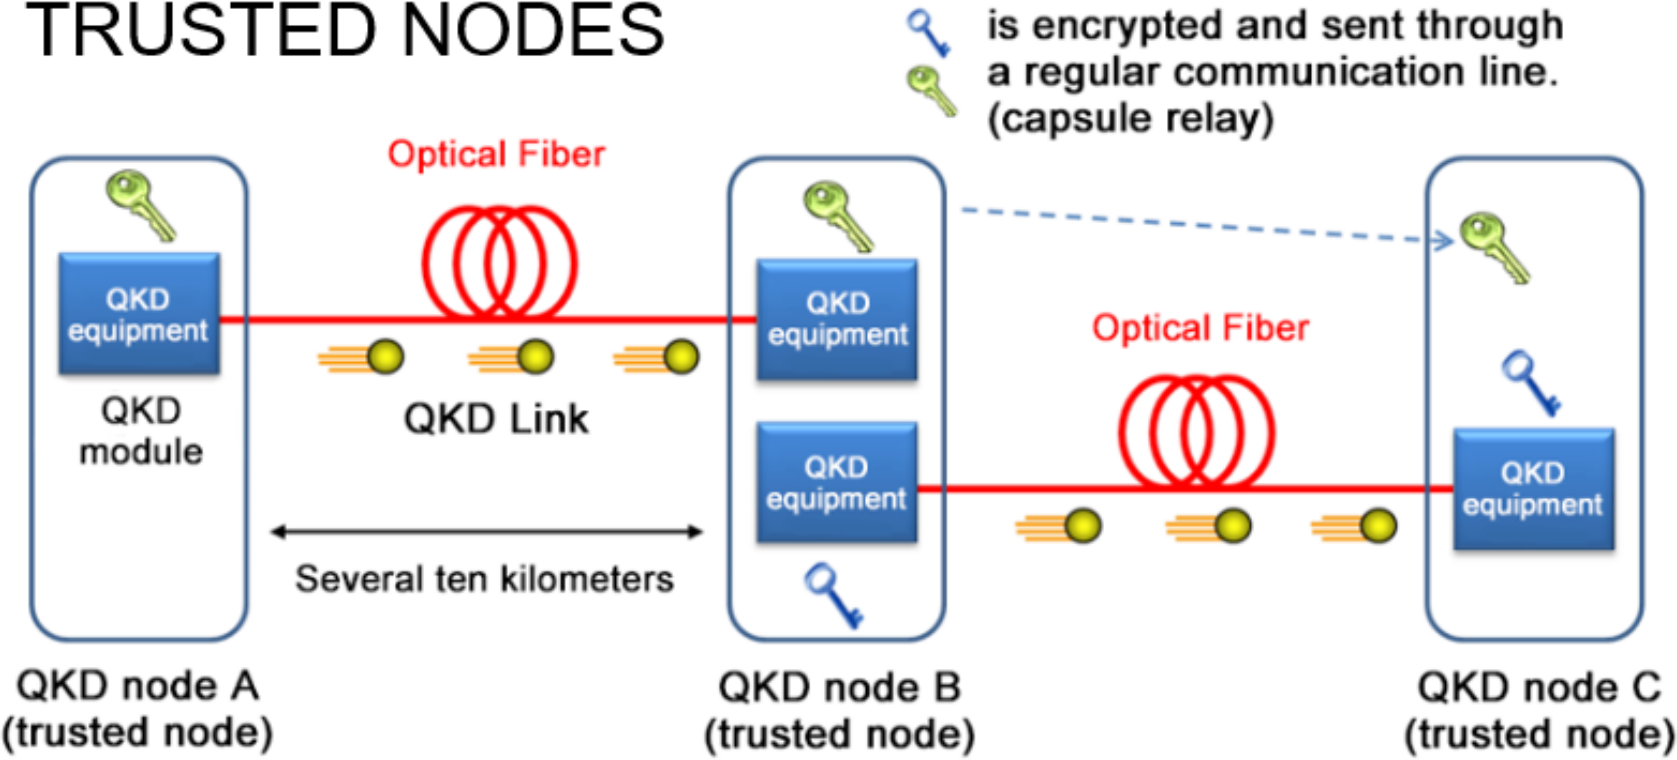 TRUSTED NODES
is encrypted and sent through
a regular communication line.
(capsule relay)
Optical Fiber
QKD
equipment
QKD
module
QKD Link
Several ten kilometers
QKD
equipment
QKD
equipment
Optical Fiber
QKD
equipment
QKD node A
(trusted node)
QKD node B
(trusted node)
QKD node C
(trusted node)